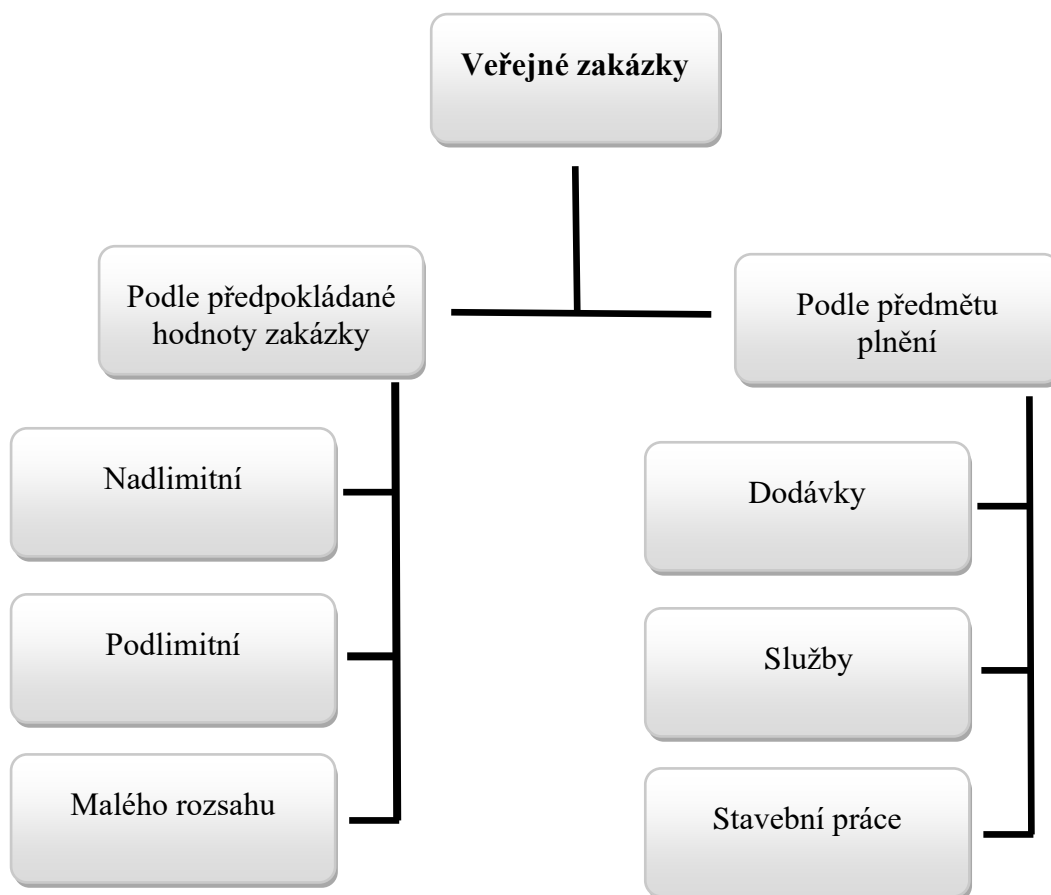 Veřejné zakázky
Podle předpokládané
hodnoty zakázky
Nadlimitní
Podlimitní
Malého rozsahu
Podle předmětu
plnění
Dodávky
Služby
Stavební práce